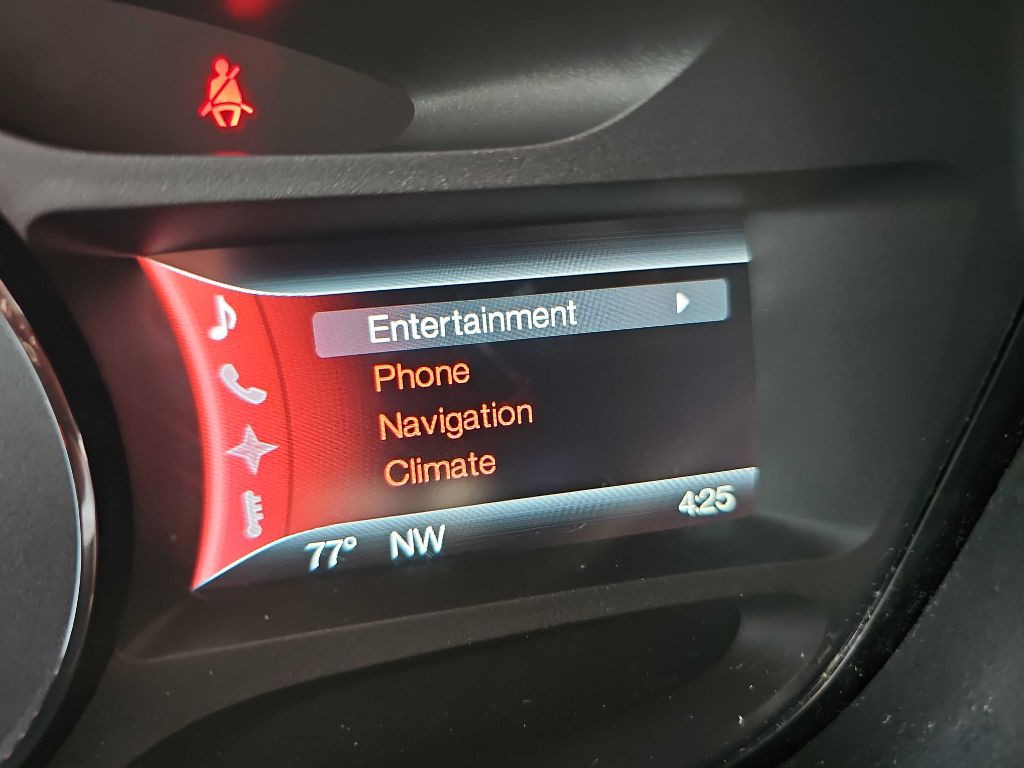 Entertainment
Phone
Navigation
Climate
77° NW 4:25